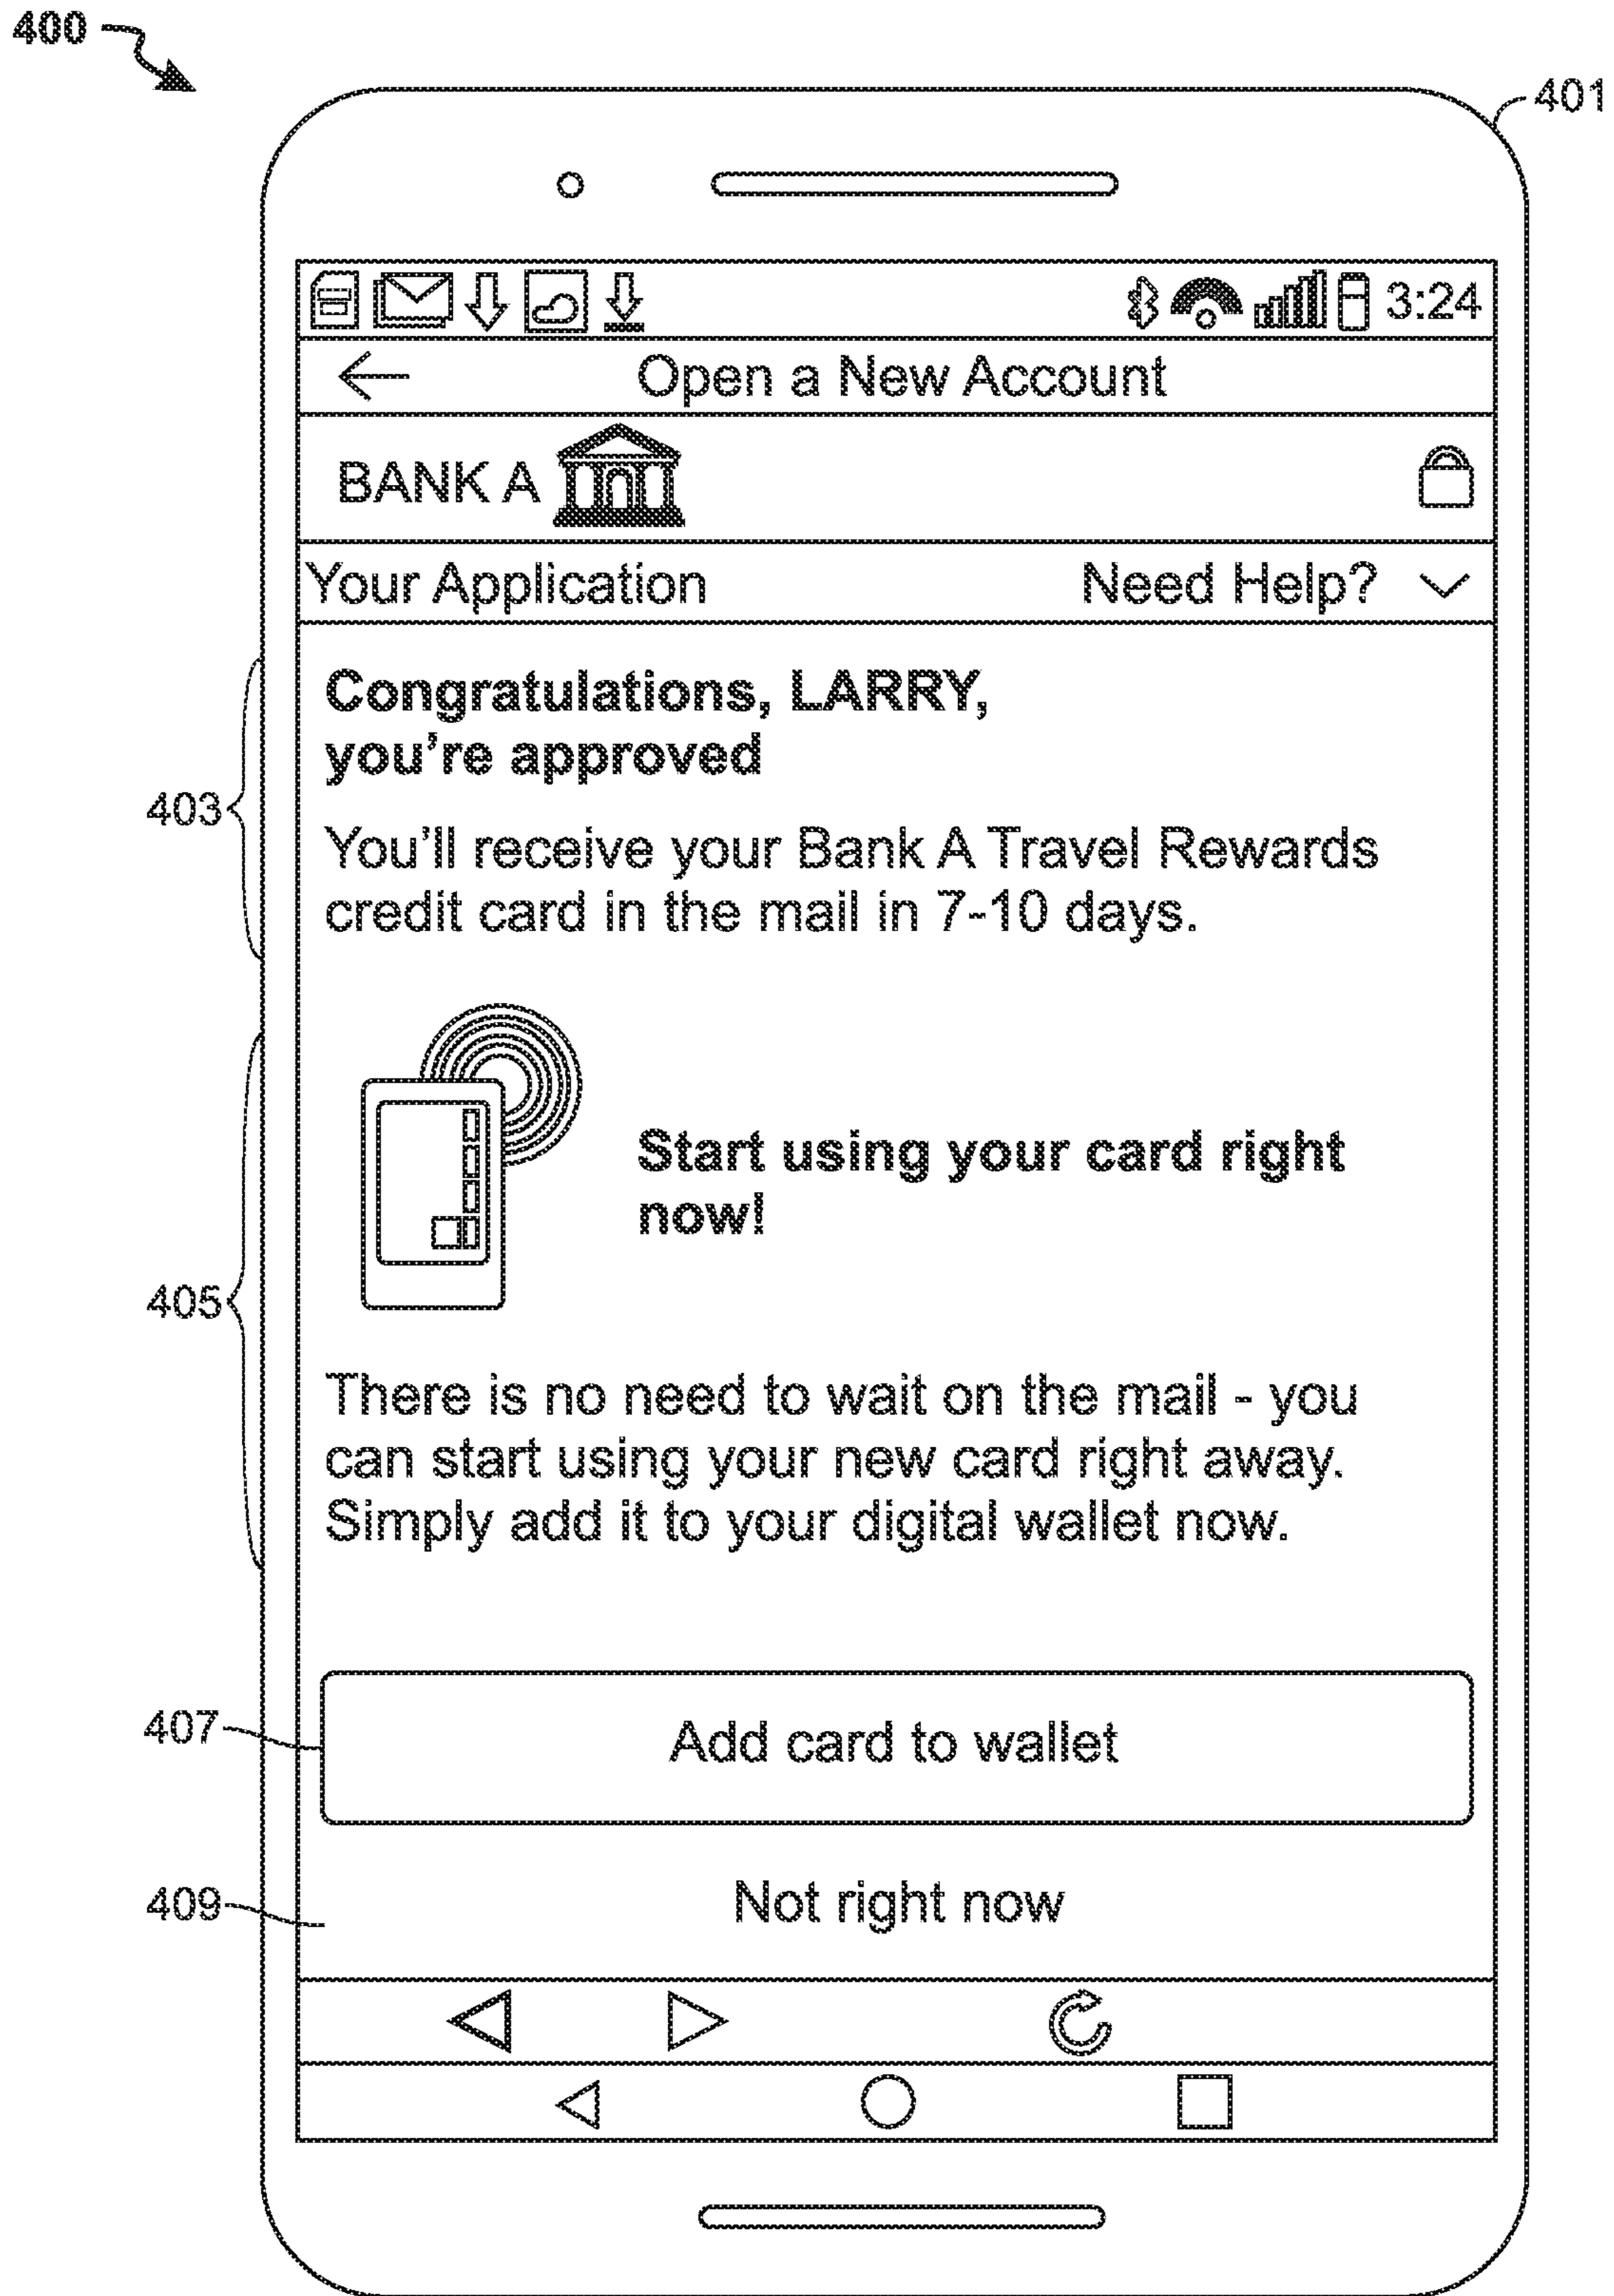 400
401
3:24
Open a New Account
BANK A
Your Application Need Help?
Congratulations, LARRY,
you're approved
403
You'll receive your Bank A Travel Rewards
credit card in the mail in 7-10 days.
Start using your card right
now!
405
There is no need to wait on the mail - you
can start using your new card right away.
Simply add it to your digital wallet now.
407
Add card to wallet
409
Not right now